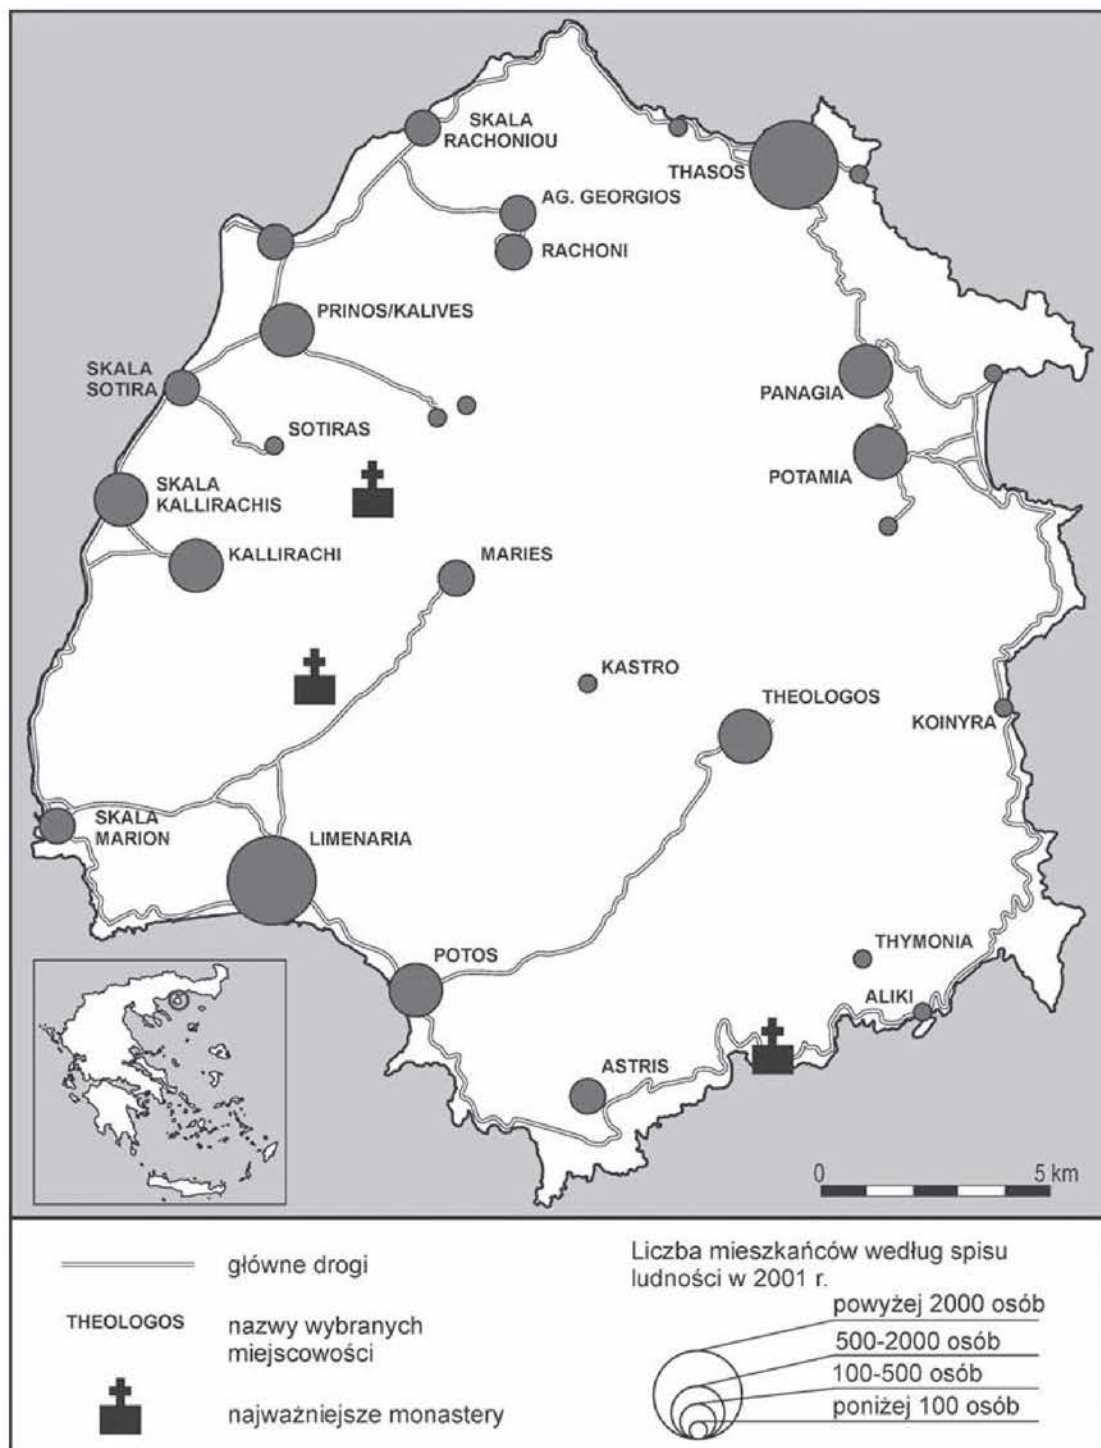 SKALA
RACHONIOU
THASOS
AG. GEORGIOS
RACHONI
PRINOS/KALIVES
SKALA
SOTIRA
PANAGIA
SOTIRAS
POTAMIA
SKALA
KALLIRACHIS
KALLIRACHI
MARIES
KASTRO
THEOLOGOS
KOINYRA
SKALA
MARION
LIMENARIA
THYMONIA
POTOS
ALIKI
ASTRIS
0 5 km
główne drogi
THEOLOGOS
nazwy wybranych
miejscowości
najważniejsze monastery
Liczba mieszkańców według spisu
ludności w 2001 r.
powyżej 2000 osób
500-2000 osób
100-500 osób
poniżej 100 osób